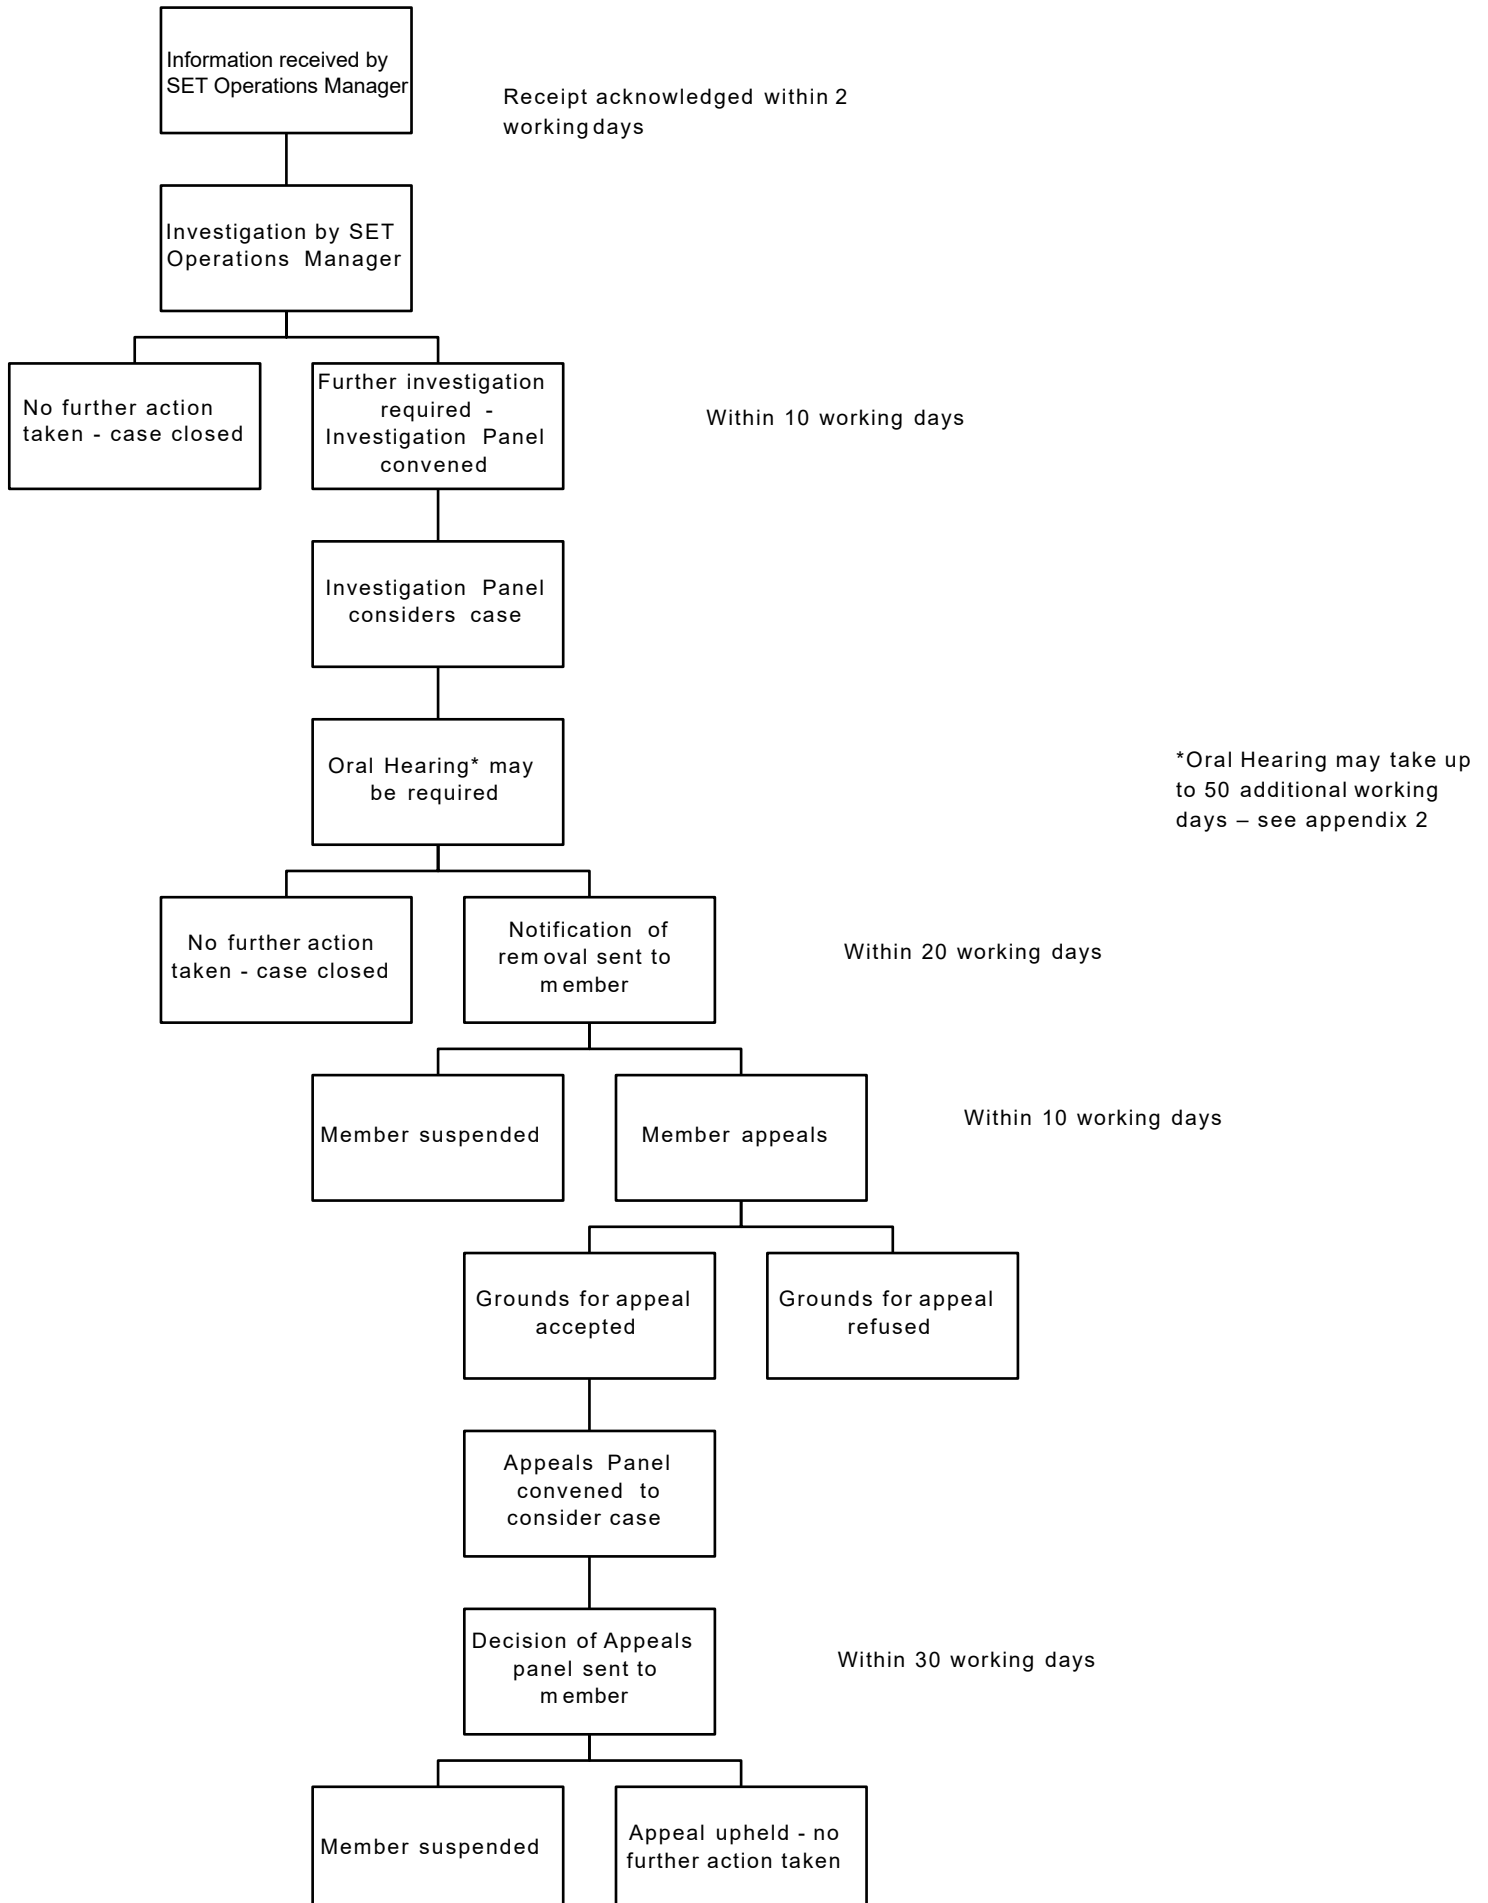 Information received by
SET Operations Manager
Receipt acknowledged within 2
working days
Investigation by SET
Operations Manager
No further action
taken - case closed
Further investigation
required -
Investigation Panel
convened
Within 10 working days
Investigation Panel
considers case
Oral Hearing* may
be required
*Oral Hearing may take up
to 50 additional working
days – see appendix 2
No further action
taken - case closed
Notification of
removal sent to
member
Within 20 working days
Member suspended
Member appeals
Within 10 working days
Grounds for appeal
accepted
Grounds for appeal
refused
Appeals Panel
convened to
consider case
Decision of Appeals
panel sent to
member
Within 30 working days
Member suspended
Appeal upheld - no
further action taken